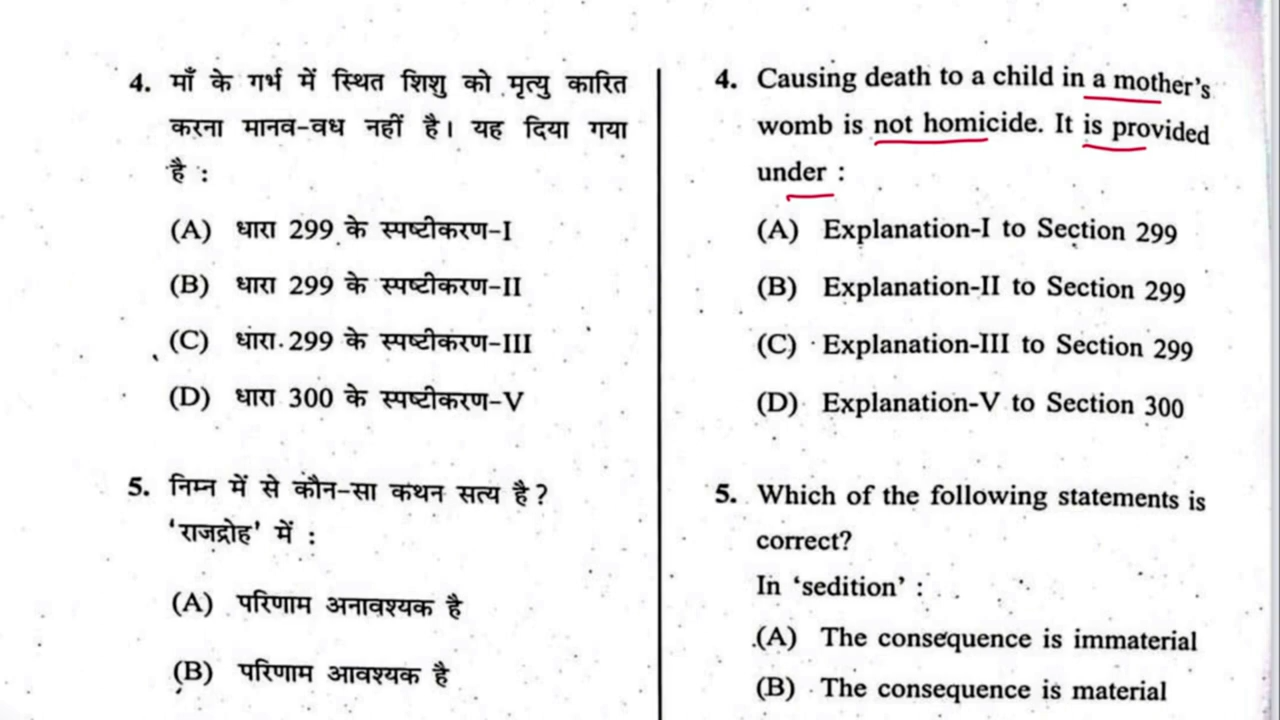 4. माँ के गर्भ में स्थित शिशु को मृत्यु कारित
करना मानव-वध नहीं है। यह दिया गया
है :
(A) धारा 299 के स्पष्टीकरण-I
(B) धारा 299 के स्पष्टीकरण-II
(C) धारा 299 के स्पष्टीकरण-III
(D) धारा 300 के स्पष्टीकरण-V
5. निम्न में से कौन-सा कथन सत्य है?
'राजद्रोह' में :
(A) परिणाम अनावश्यक है
(B) परिणाम आवश्यक है
4. Causing death to a child in a mother's
womb is not homicide. It is provided
under :
(A) Explanation-I to Section 299
(B) Explanation-II to Section 299
(C) Explanation-III to Section 299
(D) Explanation-V to Section 300
5. Which of the following statements is
correct?
In 'sedition' :
(A) The consequence is immaterial
(B) The consequence is material